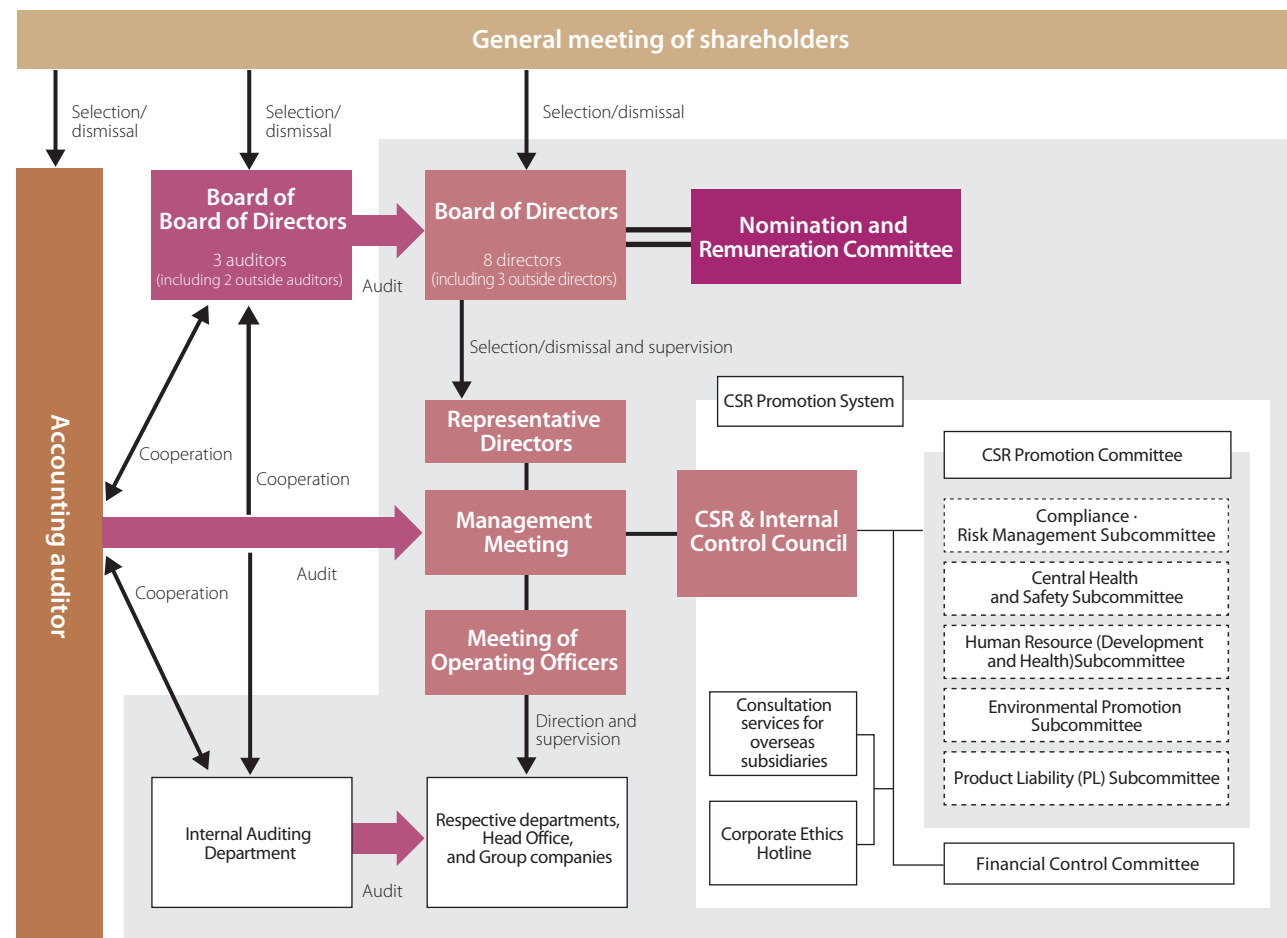 General meeting of shareholders
Selection/
dismissal
Selection/
dismissal
Selection/dismissal
Board of
Board of Directors
3 auditors
(including 2 outside auditors)
Audit
Board of Directors
8 directors
(including 3 outside directors)
Nomination and
Remuneration Committee
Selection/dismissal and supervision
Accounting auditor
Cooperation
Cooperation
Cooperation
Audit
Representative
Directors
Management
Meeting
Meeting of
Operating Officers
Direction and
supervision
Internal Auditing
Department
Audit
Respective departments,
Head Office,
and Group companies
CSR Promotion System
CSR & Internal
Control Council
CSR Promotion Committee
Compliance ·
Risk Management Subcommittee
Central Health
and Safety Subcommittee
Human Resource (Development
and Health)Subcommittee
Environmental Promotion
Subcommittee
Product Liability (PL) Subcommittee
Consultation
services for
overseas
subsidiaries
Corporate Ethics
Hotline
Financial Control Committee